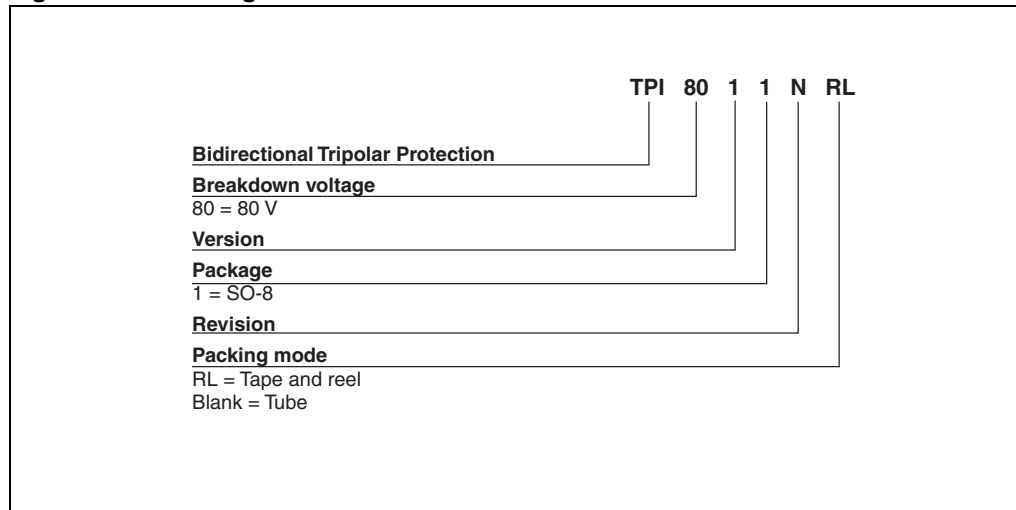 TPI 80 1 1 N RL
Bidirectional Tripolar Protection
Breakdown voltage
80 = 80 V
Version
Package
1 = SO-8
Revision
Packing mode
RL = Tape and reel
Blank = Tube